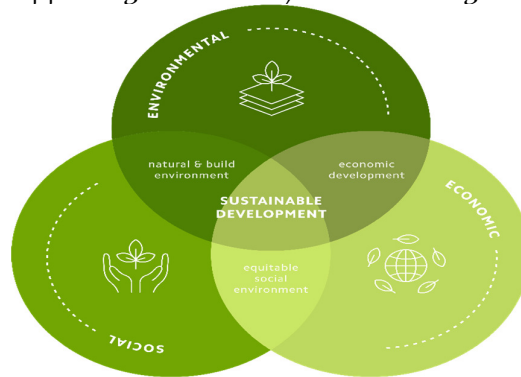 ENVIRONMENTAL
natural & build
environment
economic
development
SUSTAINABLE
DEVELOPMENT
ECONOMIC
equitable
social
environment
SOCIAL